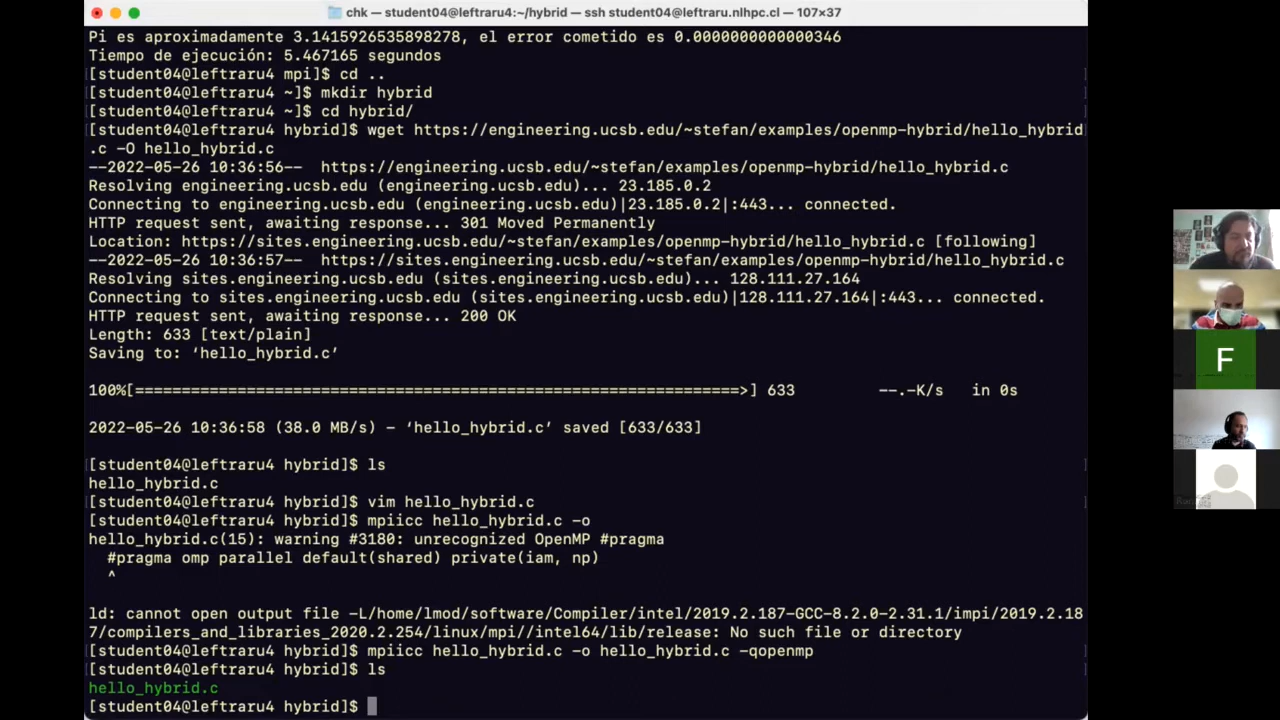 chk — student04@leftraru4:~/hybrid — ssh student04@leftraru.nlhpc.cl — 107×37
Pi es aproximadamente 3.1415926535898278, el error cometido es 0.0000000000000346
Tiempo de ejecución: 5.467165 segundos
[student04@leftraru4 mpi]$ cd ..
[student04@leftraru4 ~]$ mkdir hybrid
[student04@leftraru4 ~]$ cd hybrid/
[student04@leftraru4 hybrid]$ wget https://engineering.ucsb.edu/~stefan/examples/openmp-hybrid/hello_hybrid
.c -O hello_hybrid.c
--2022-05-26 10:36:56--  https://engineering.ucsb.edu/~stefan/examples/openmp-hybrid/hello_hybrid.c
Resolving engineering.ucsb.edu (engineering.ucsb.edu)... 23.185.0.2
Connecting to engineering.ucsb.edu (engineering.ucsb.edu)|23.185.0.2|:443... connected.
HTTP request sent, awaiting response... 301 Moved Permanently
Location: https://sites.engineering.ucsb.edu/~stefan/examples/openmp-hybrid/hello_hybrid.c [following]
--2022-05-26 10:36:57--  https://sites.engineering.ucsb.edu/~stefan/examples/openmp-hybrid/hello_hybrid.c
Resolving sites.engineering.ucsb.edu (sites.engineering.ucsb.edu)... 128.111.27.164
Connecting to sites.engineering.ucsb.edu (sites.engineering.ucsb.edu)|128.111.27.164|:443... connected.
HTTP request sent, awaiting response... 200 OK
Length: 633 [text/plain]
Saving to: ‘hello_hybrid.c’
100%[=================================================================>] 633         --.-K/s   in 0s
2022-05-26 10:36:58 (38.0 MB/s) - ‘hello_hybrid.c’ saved [633/633]
[student04@leftraru4 hybrid]$ ls
hello_hybrid.c
[student04@leftraru4 hybrid]$ vim hello_hybrid.c
[student04@leftraru4 hybrid]$ mpiicc hello_hybrid.c -o
hello_hybrid.c(15): warning #3180: unrecognized OpenMP #pragma
#pragma omp parallel default(shared) private(iam, np)
^
ld: cannot open output file -L/home/lmod/software/Compiler/intel/2019.2.187-GCC-8.2.0-2.31.1/impi/2019.2.18
7/compilers_and_libraries_2020.2.254/linux/mpi//intel64/lib/release: No such file or directory
[student04@leftraru4 hybrid]$ mpiicc hello_hybrid.c -o hello_hybrid.c -qopenmp
[student04@leftraru4 hybrid]$ ls
hello_hybrid.c
[student04@leftraru4 hybrid]$
F